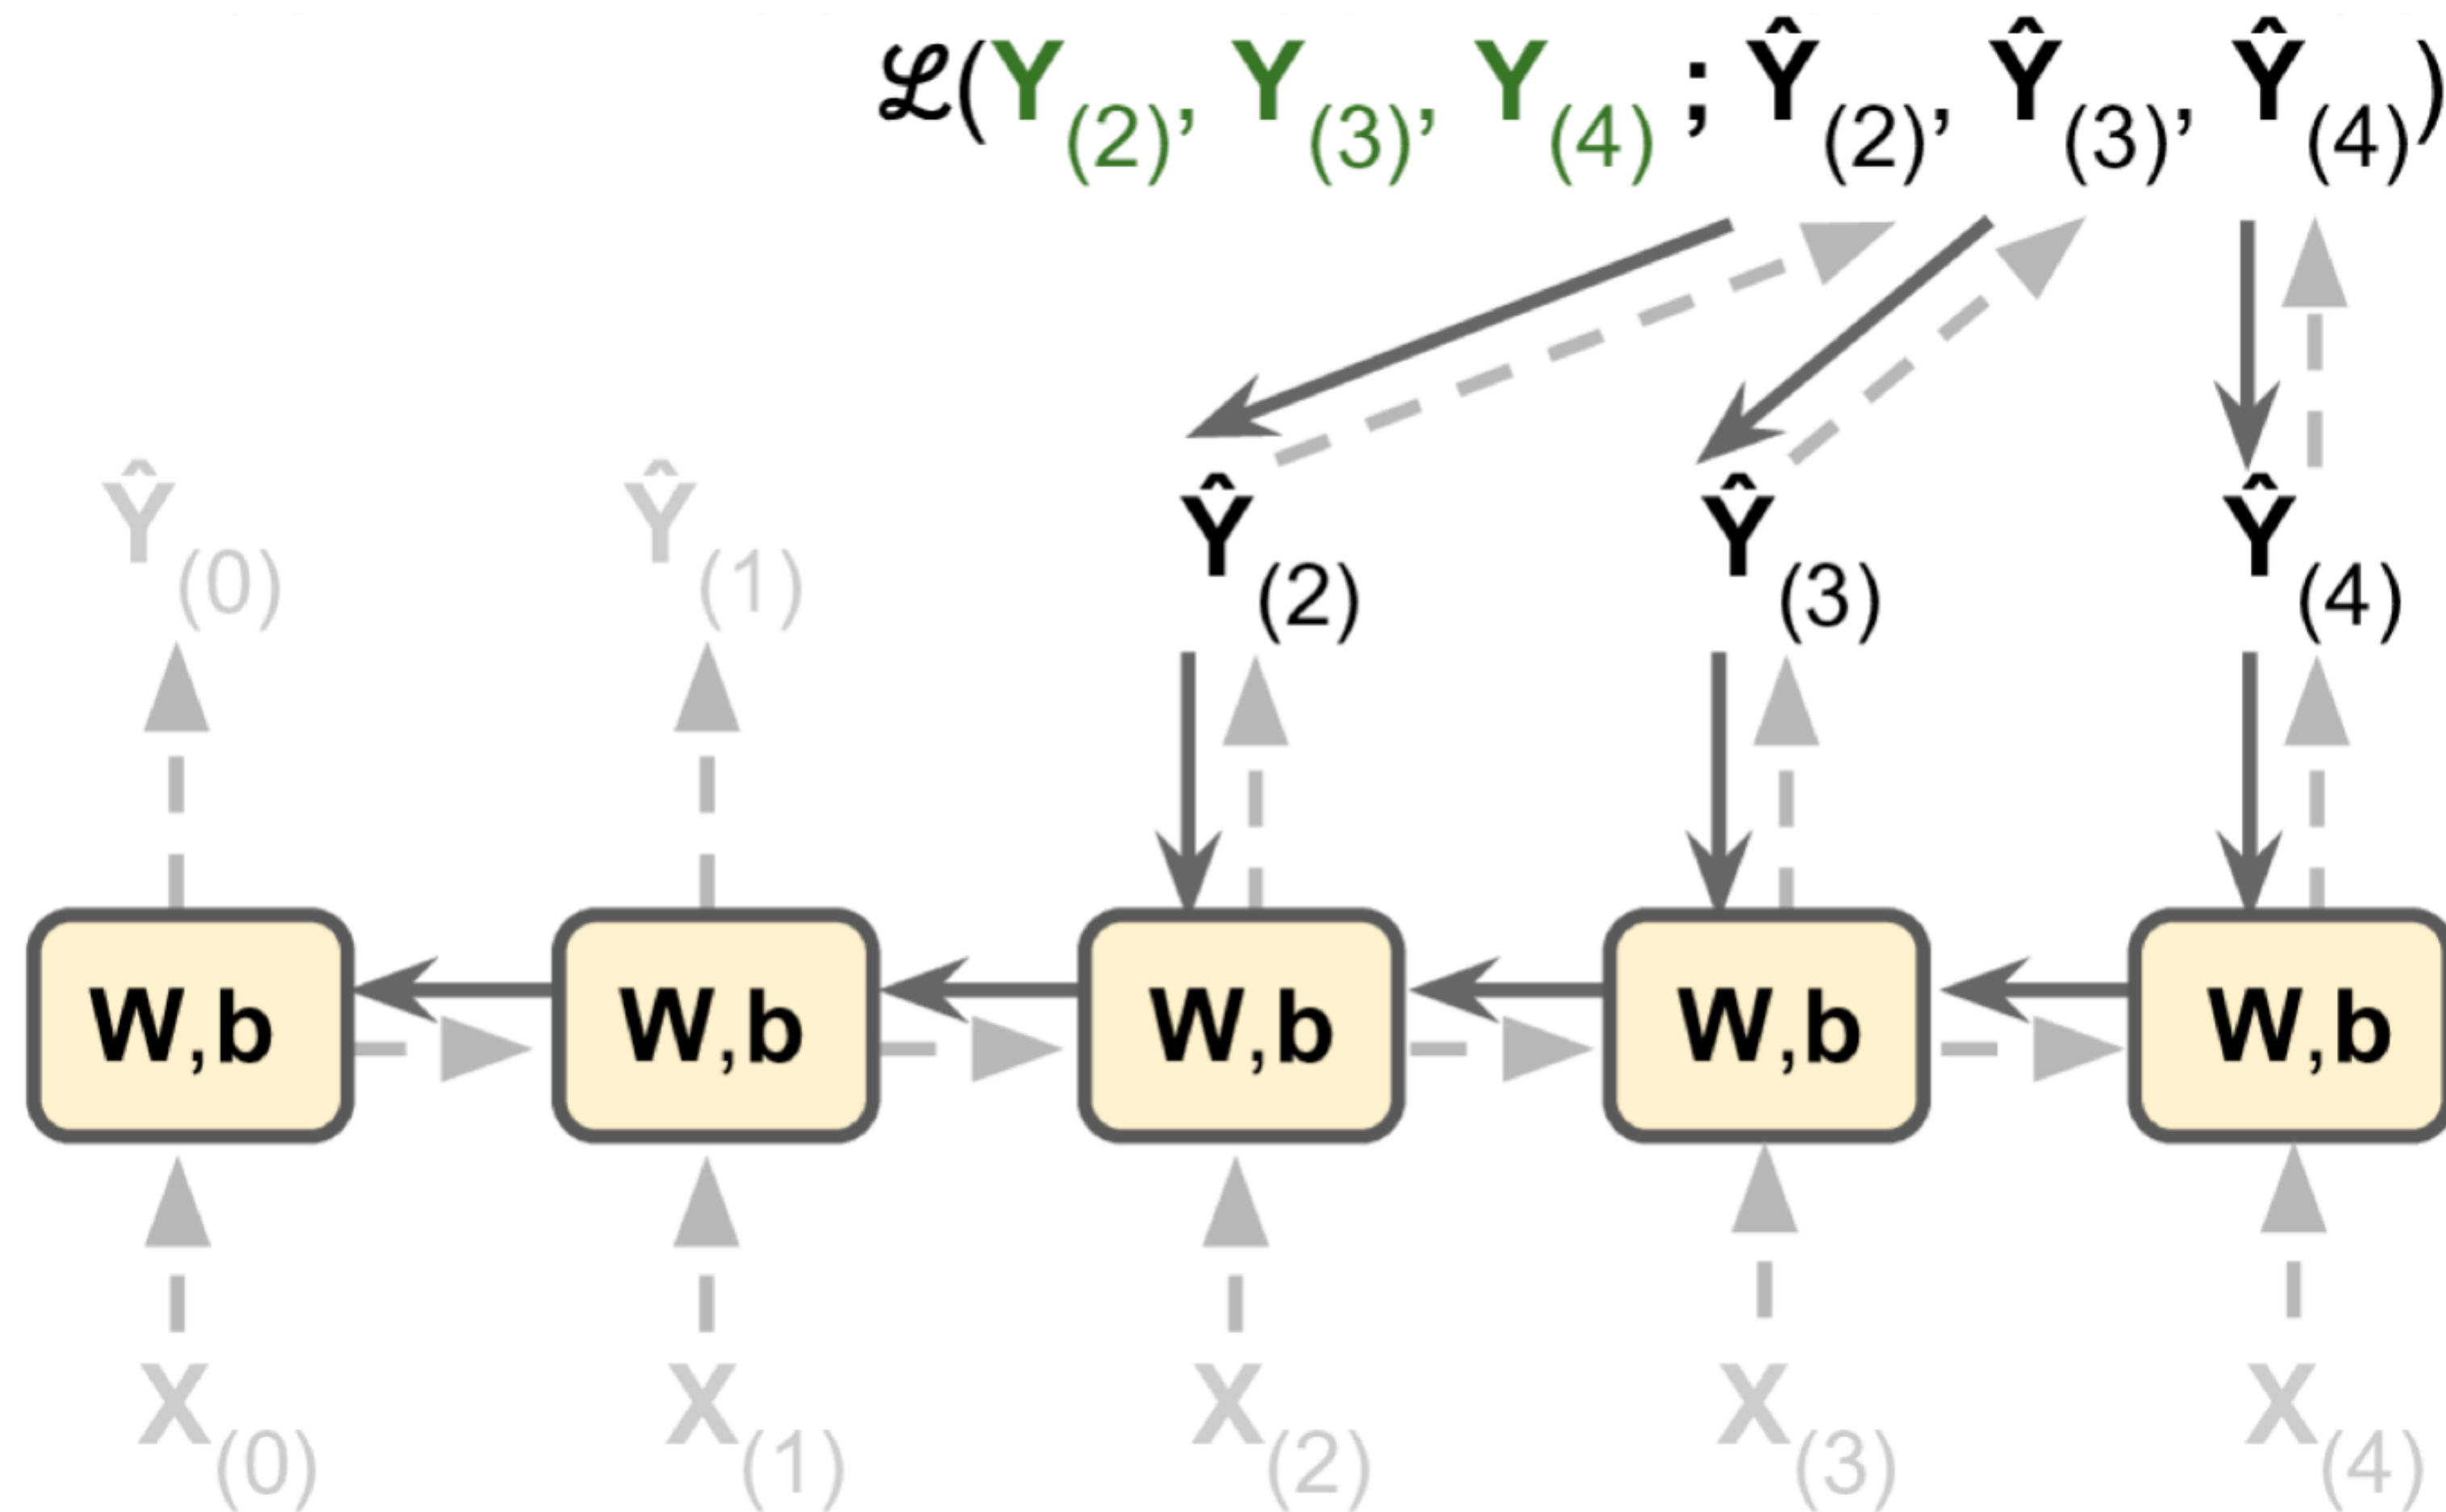 ℒ(Y(2), Y(3), Y(4) ; Ŷ(2), Ŷ(3), Ŷ(4))
Ŷ(0) Ŷ(1) Ŷ(2) Ŷ(3) Ŷ(4)
W,b W,b W,b W,b W,b
X(0) X(1) X(2) X(3) X(4)